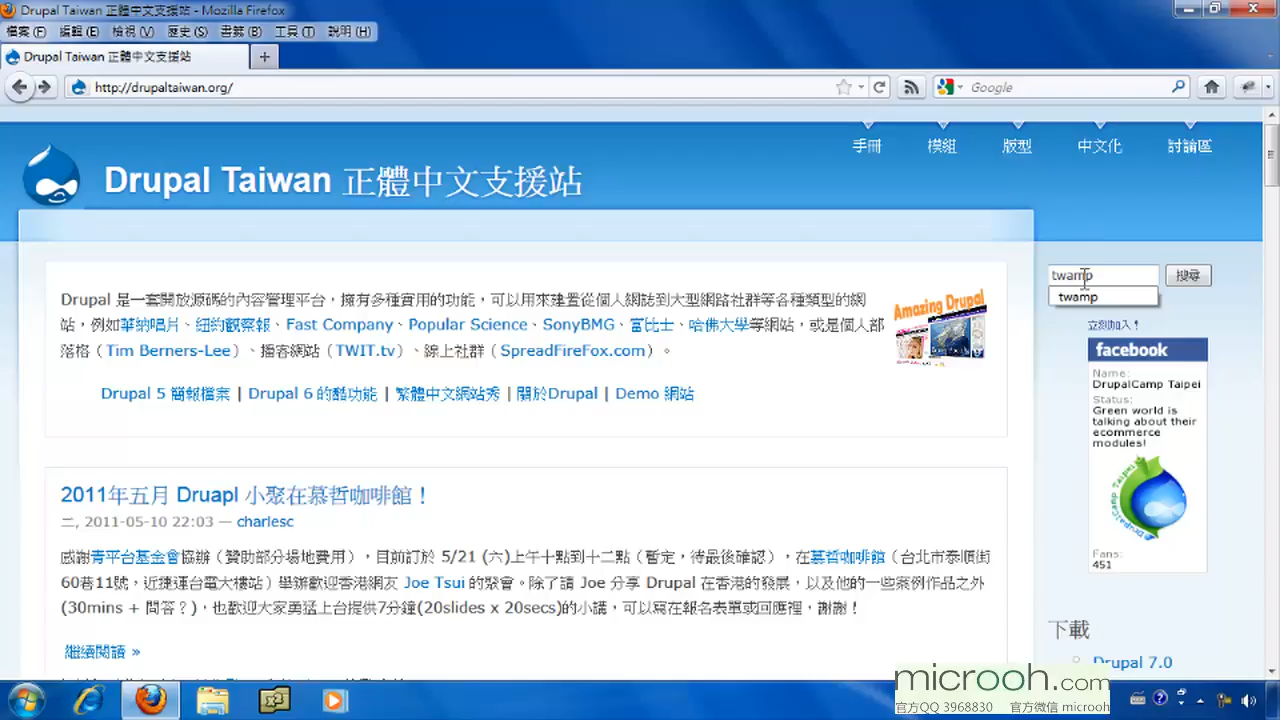 Drupal Taiwan 正體中文支援站 - Mozilla Firefox
檔案 (F) 編輯 (E) 檢視 (V) 歷史 (S) 書籤 (B) 工具 (T) 說明 (H)
Drupal Taiwan 正體中文支援站
http://drupaltaiwan.org/
Google
手冊 模組 版型 中文化 討論區
Drupal Taiwan 正體中文支援站
twamp 搜尋
twamp
Drupal 是一套開放源碼的內容管理平台，擁有多種實用的功能，可以用來建置從個人網誌到大型網路社群等各種類型的網
站，例如華納唱片、紐約觀察報、Fast Company、Popular Science、SonyBMG、富比士、哈佛大學等網站，或是個人部
落格（Tim Berners-Lee）、播客網站（TWIT.tv）、線上社群（SpreadFireFox.com）。
Amazing Drupal
Drupal 5 簡報檔案 | Drupal 6 的酷功能 | 繁體中文網站秀 | 關於Drupal | Demo 網站
立刻加入！
facebook
Name:
DrupalCamp Taipei
Status:
Green world is
talking about their
ecommerce
modules!
DrupalCamp Taipei
Fans:
451
2011年五月 Druapl 小聚在慕哲咖啡館！
二, 2011-05-10 22:03 — charlesc
感謝青平台基金會協辦（贊助部分場地費用），目前訂於 5/21 (六)上午十點到十二點（暫定，待最後確認），在慕哲咖啡館（台北市泰順街
60巷11號，近捷運台電大樓站）舉辦歡迎香港網友 Joe Tsui 的聚會。除了請 Joe 分享 Drupal 在香港的發展，以及他的一些案例作品之外
(30mins + 問答？)，也歡迎大家勇猛上台提供7分鐘(20slides x 20secs)的小講，可以寫在報名表單或回應裡，謝謝！
繼續閱讀 »
下載
Drupal 7.0
microoh.com
官方QQ 3968830 官方微信 microoh